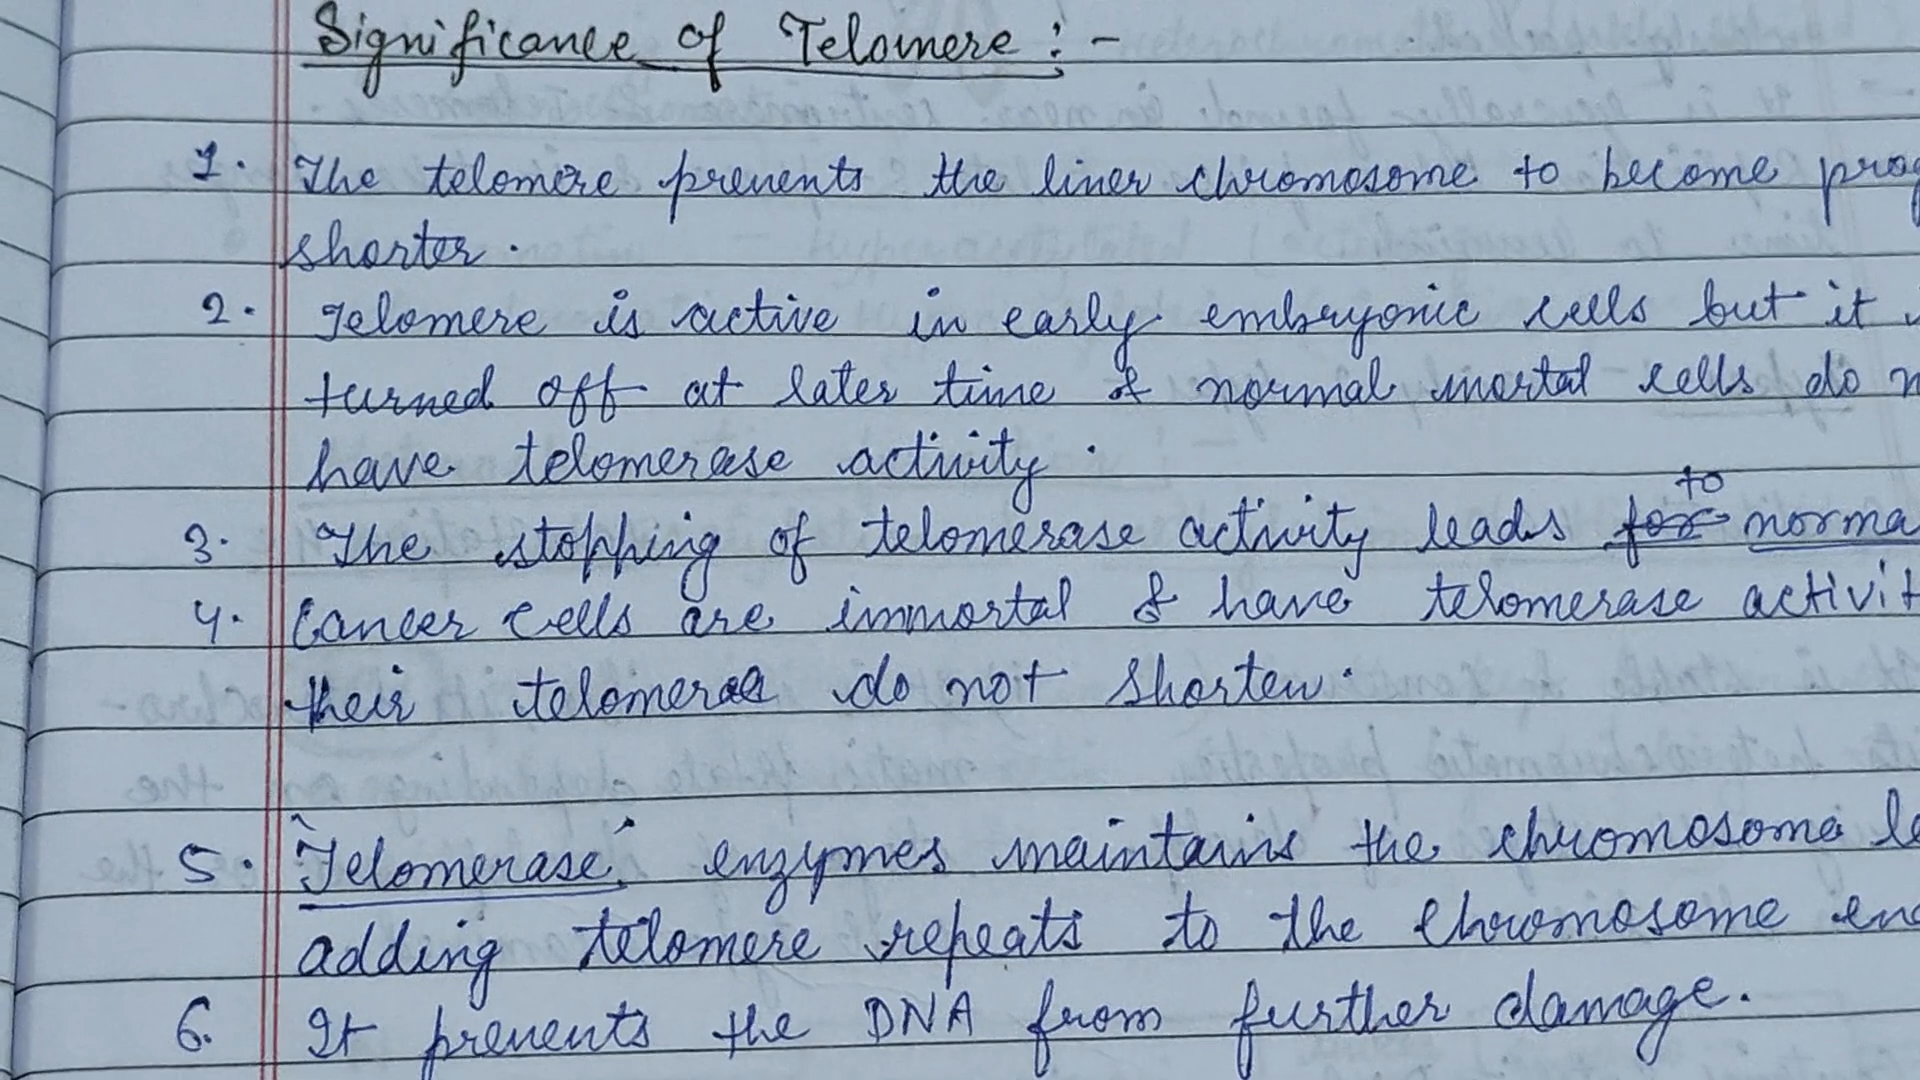 Significance of Telomere : -
1. The telomere prevents the liner chromosome to become prog
shorter .
2. Telomere is active in early embryonic cells but it
turned off at later time & normal mortal cells do n
have telomerase activity .
to
3. The stopping of telomerase activity leads for norma
4. Cancer cells are immortal & have telomerase activit
their telomeres do not shorten .
5. "Telomerase" enzymes maintains the chromosome le
adding telomere repeats to the chromosome end
6. It prevents the DNA from further damage.